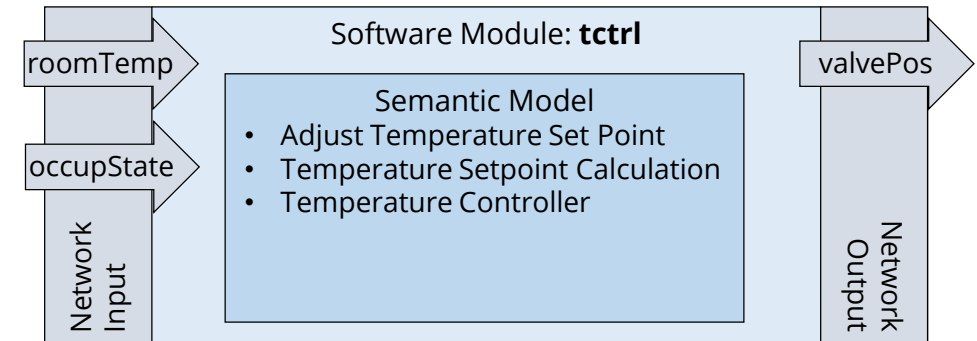 Software Module: tctrl
roomTemp
valvePos
occupState
Semantic Model
• Adjust Temperature Set Point
• Temperature Setpoint Calculation
• Temperature Controller
Network
Input
Network
Output